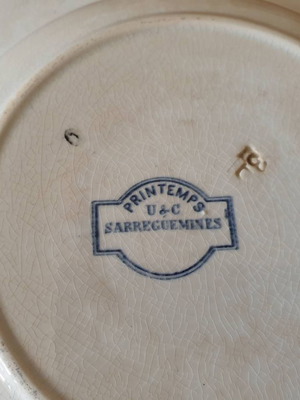 PRINTEMPS
U & C
SARREGUEMINES